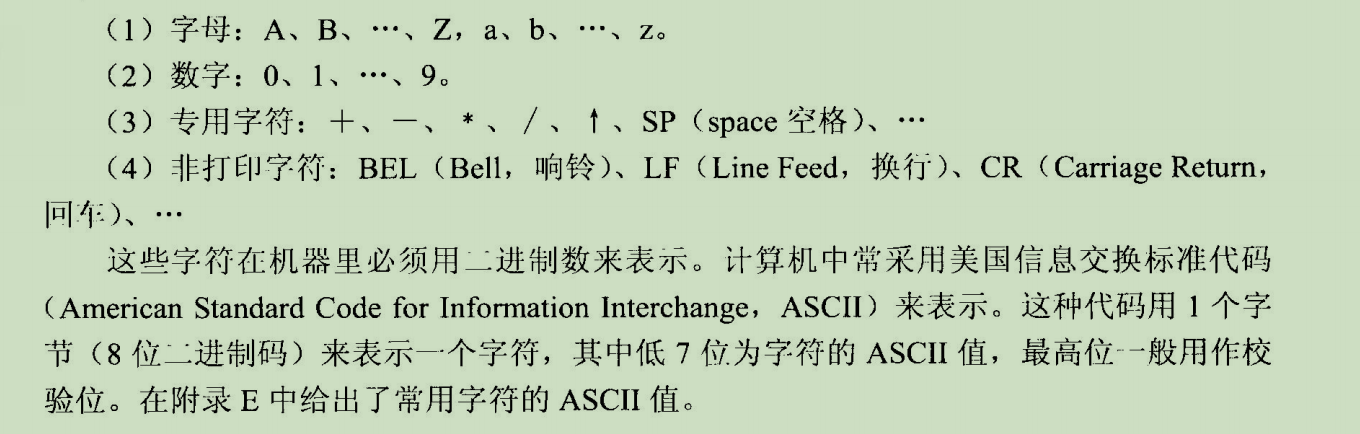 （1）字母：A、B、…、Z，a、b、…、z。
（2）数字：0、1、…、9。
（3）专用字符：＋、－、*、/、↑、SP（space 空格）、…
（4）非打印字符：BEL（Bell，响铃）、LF（Line Feed，换行）、CR（Carriage Return，
回车）、…
这些字符在机器里必须用二进制数来表示。计算机中常采用美国信息交换标准代码
（American Standard Code for Information Interchange，ASCII）来表示。这种代码用 1 个字
节（8 位二进制码）来表示一个字符，其中低 7 位为字符的 ASCII 值，最高位一般用作校
验位。在附录 E 中给出了常用字符的 ASCII 值。